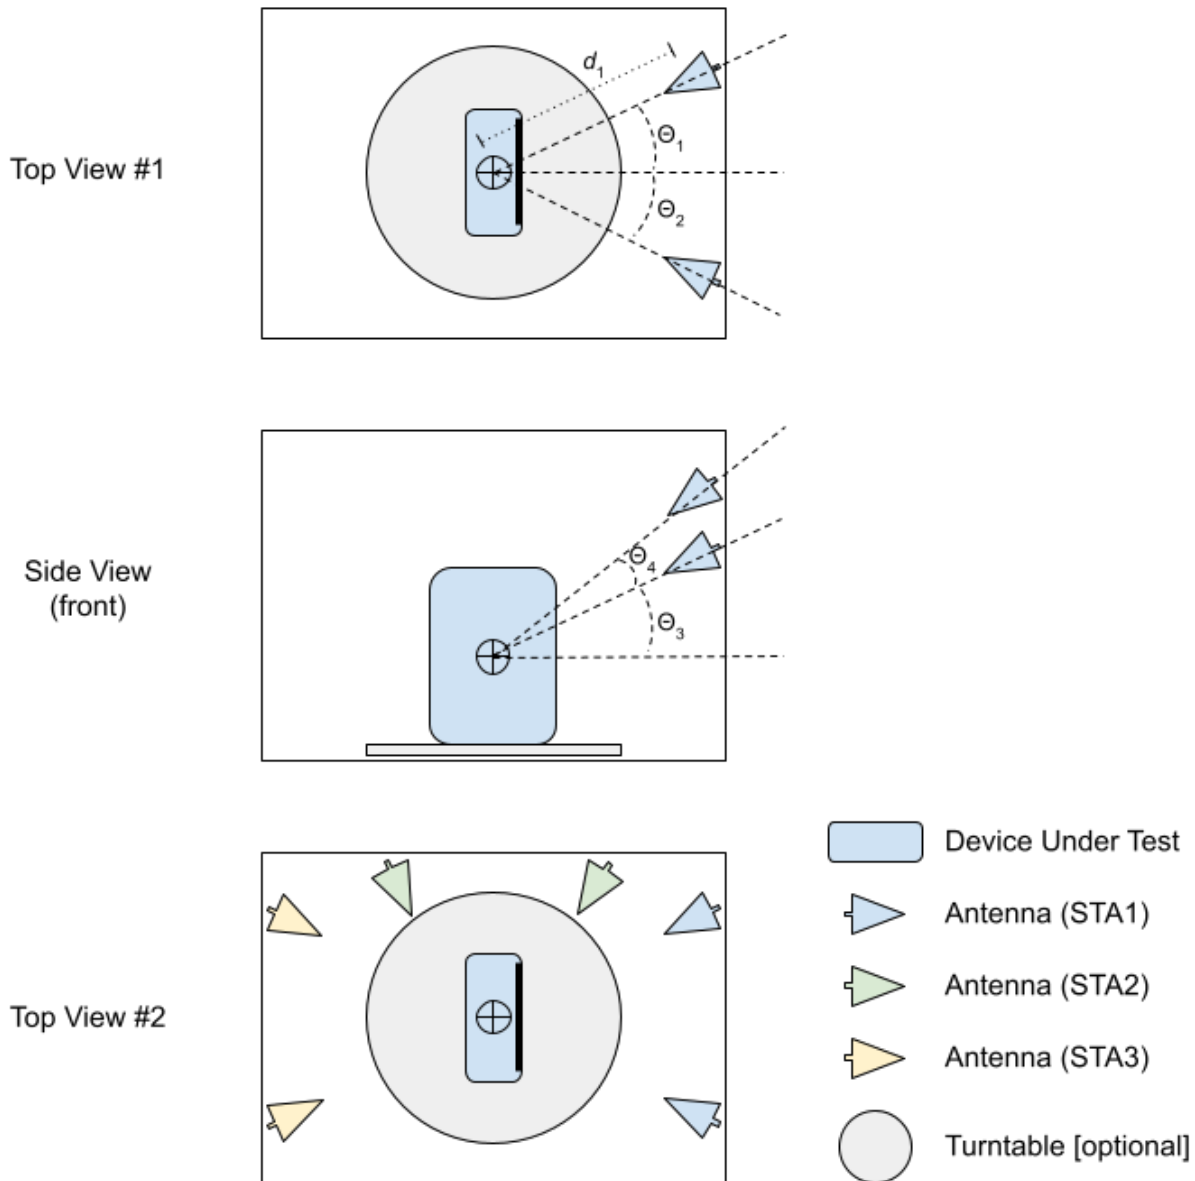 d1
Θ1
Top View #1
Θ2
Side View
(front)
Θ4
Θ3
Device Under Test
Antenna (STA1)
Antenna (STA2)
Top View #2
Antenna (STA3)
Turntable [optional]